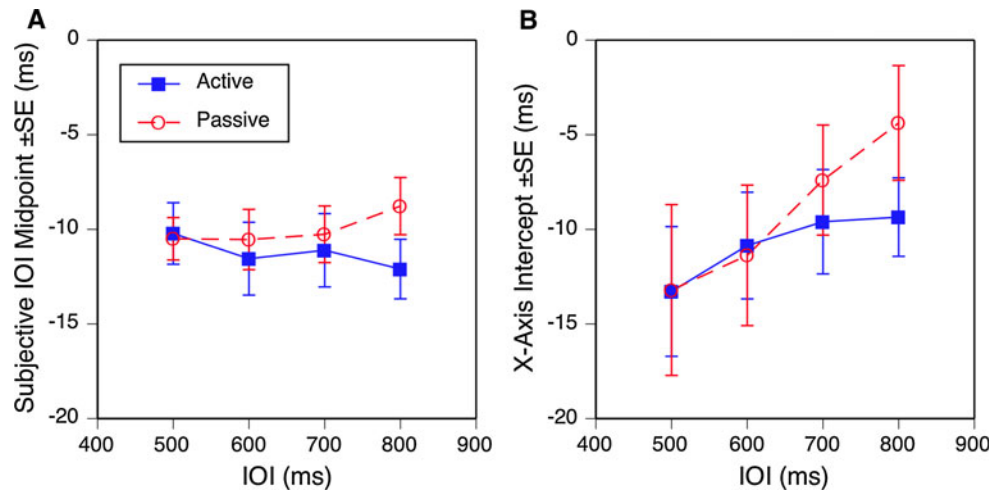 A
Subjective IOI Midpoint ±SE (ms)
0
-5
-10
-15
-20
Active
Passive
400 500 600 700 800 900
IOI (ms)
B
X-Axis Intercept ±SE (ms)
0
-5
-10
-15
-20
400 500 600 700 800 900
IOI (ms)